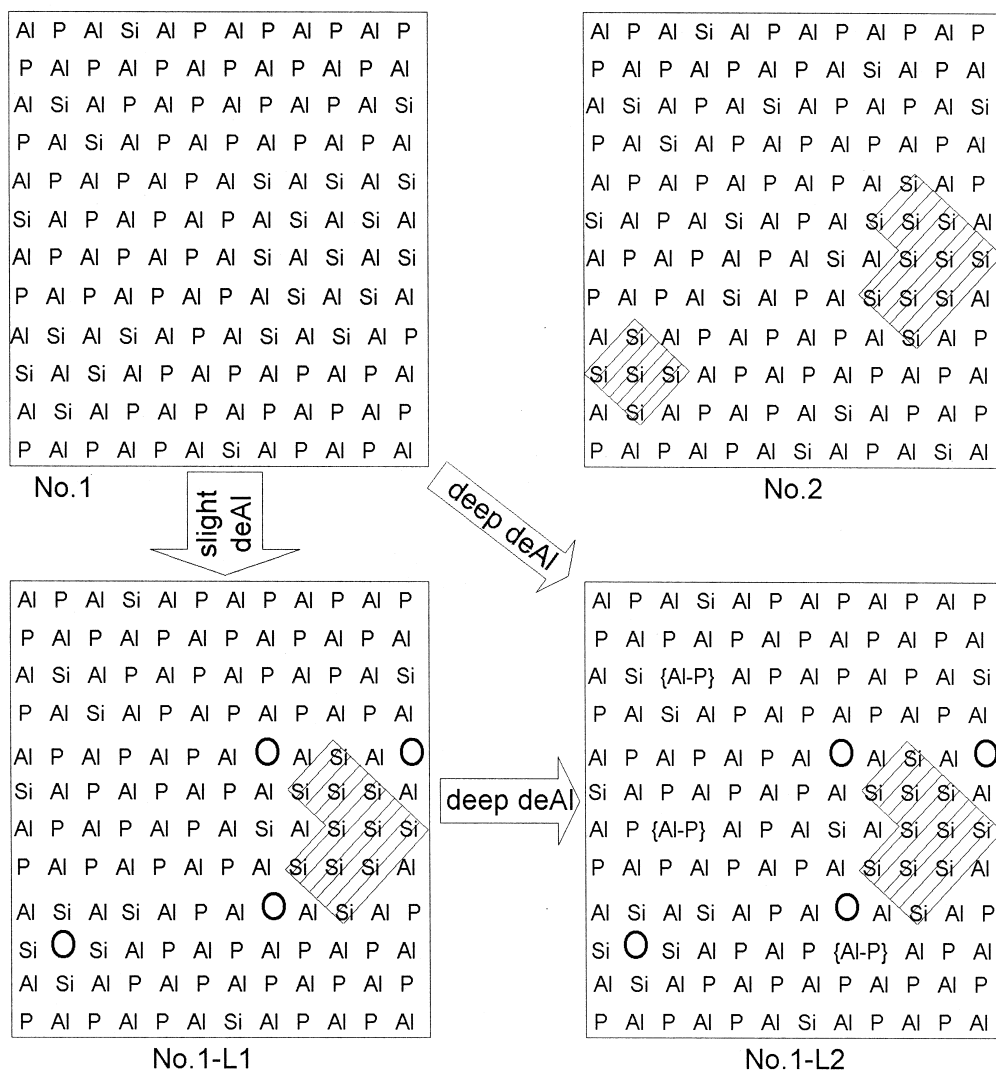 Al P Al Si Al P Al P Al P Al P
P Al P Al P Al P Al P Al P Al
Al Si Al P Al P Al P Al P Al Si
P Al Si Al P Al P Al P Al P Al
Al P Al P Al P Al Si Al Si Al Si
Si Al P Al P Al P Al Si Al Si Al
Al P Al P Al P Al Si Al Si Al Si
P Al P Al P Al P Al Si Al Si Al
Al Si Al Si Al P Al Si Al Si Al P
Si Al Si Al P Al P Al P Al P Al
Al Si Al P Al P Al P Al P Al P
P Al P Al P Al Si Al P Al P Al
No.1
Al P Al Si Al P Al P Al P Al P
P Al P Al P Al P Al Si Al P Al
Al Si Al P Al Si Al P Al P Al Si
P Al Si Al P Al P Al P Al P Al
Al P Al P Al P Al P Al Si Al P
Si Al P Al Si Al P Al Si Si Si Al
Al P Al P Al P Al Si Al Si Si Si
P Al P Al Si Al P Al Si Si Si Al
Al Si Al P Al P Al P Al Si Al P
Si Si Si Al P Al P Al P Al P Al
Al Si Al P Al P Al Si Al P Al P
P Al P Al P Al Si Al P Al Si Al
No.2
slight
deAl
deep deAl
Al P Al Si Al P Al P Al P Al P
P Al P Al P Al P Al P Al P Al
Al Si Al P Al P Al P Al P Al Si
P Al Si Al P Al P Al P Al P Al
Al P Al P Al P Al O Al Si Al O
Si Al P Al P Al P Al Si Si Si Al
Al P Al P Al P Al Si Al Si Si Si
P Al P Al P Al P Al Si Si Si Al
Al Si Al Si Al P Al O Al Si Al P
Si O Si Al P Al P Al P Al P Al
Al Si Al P Al P Al P Al P Al P
P Al P Al P Al Si Al P Al P Al
No.1-L1
deep deAl
Al P Al Si Al P Al P Al P Al P
P Al P Al P Al P Al P Al P Al
Al Si {Al-P} Al P Al P Al P Al Si
P Al Si Al P Al P Al P Al P Al
Al P Al P Al P Al O Al Si Al O
Si Al P Al P Al P Al Si Si Si Al
Al P {Al-P} Al P Al Si Al Si Si Si
P Al P Al P Al P Al Si Si Si Al
Al Si Al Si Al P Al O Al Si Al P
Si O Si Al P Al P {Al-P} Al P Al
Al Si Al P Al P Al P Al P Al P
P Al P Al P Al Si Al P Al P Al
No.1-L2